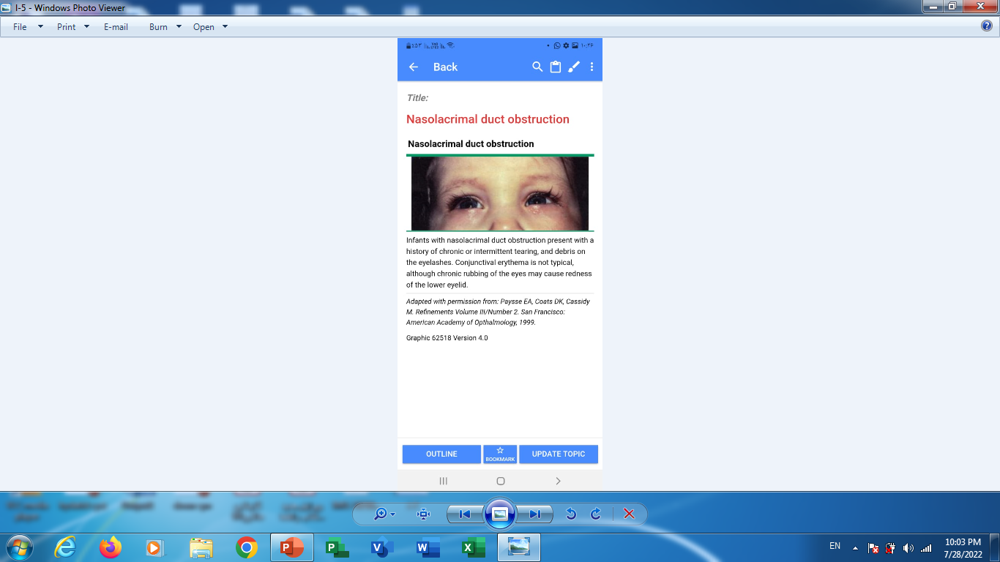 I-5 - Windows Photo Viewer
File Print E-mail Burn Open
Back
Title:
Nasolacrimal duct obstruction
Nasolacrimal duct obstruction
Infants with nasolacrimal duct obstruction present with a
history of chronic or intermittent tearing, and debris on
the eyelashes. Conjunctival erythema is not typical,
although chronic rubbing of the eyes may cause redness
of the lower eyelid.
Adapted with permission from: Paysse EA, Coats DK, Cassidy
M. Refinements Volume III/Number 2. San Francisco:
American Academy of Opthalmology, 1999.
Graphic 62518 Version 4.0
OUTLINE
BOOKMARK
UPDATE TOPIC
EN
10:03 PM
7/28/2022